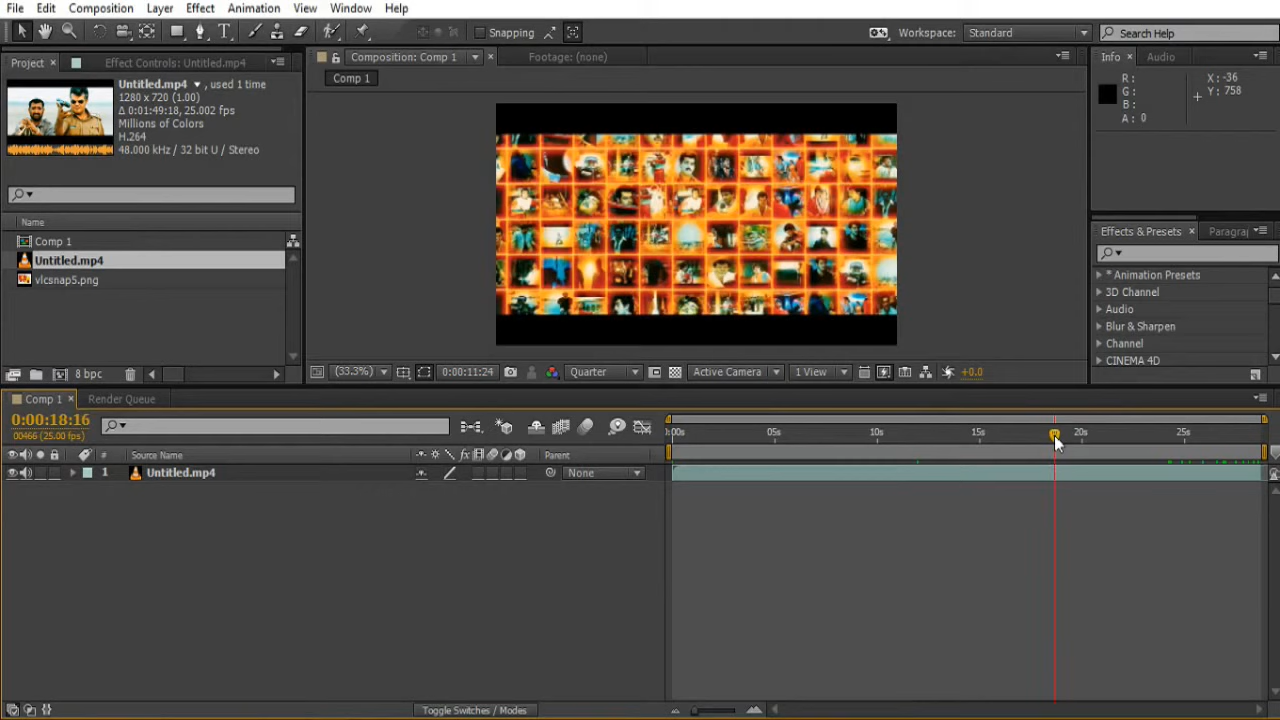 File Edit Composition Layer Effect Animation View Window Help
Snapping Workspace: Standard Search Help
Project × Effect Controls: Untitled.mp4 Composition: Comp 1 × Footage: (none) Info × Audio
Comp 1
Untitled.mp4 ▼ , used 1 time
1280 x 720 (1.00)
Δ 0:01:49:18, 25.002 fps
Millions of Colors
H.264
48.000 kHz / 32 bit U / Stereo
R:
G:
B:
A: 0
X: -36
Y: 758
Name
Comp 1
Untitled.mp4
vlcsnap5.png
Effects & Presets × Paragraj
* Animation Presets
3D Channel
Audio
Blur & Sharpen
Channel
CINEMA 4D
8 bpc (33.3%) 0:00:11:24 Quarter Active Camera 1 View +0.0
Comp 1 × Render Queue
0:00:18:16
00466 (25.00 fps)
:00s 05s 10s 15s 20s 25s
# Source Name fx Parent
1 Untitled.mp4 None
Toggle Switches / Modes